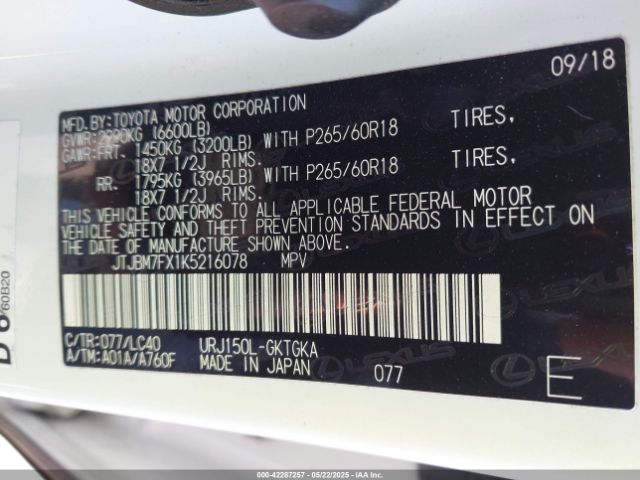 09/18
MFD.BY:TOYOTA MOTOR CORPORATION
GVWR:2990KG (6600LB)
GAWR:FRT. 1450KG (3200LB) WITH P265/60R18 TIRES,
18X7 1/2J RIMS.
RR. 1795KG (3965LB) WITH P265/60R18 TIRES,
18X7 1/2J RIMS.
THIS VEHICLE CONFORMS TO ALL APPLICABLE FEDERAL MOTOR
VEHICLE SAFETY AND THEFT PREVENTION STANDARDS IN EFFECT ON
THE DATE OF MANUFACTURE SHOWN ABOVE.
JTJBM7FX1K5216078 MPV
C/TR:077/LC40 URJ150L-GKTGKA
A/TM:A01A/A760F MADE IN JAPAN 077
E
LEXUS
60B20
000-42287257 - 05/22/2025 - IAA Inc.